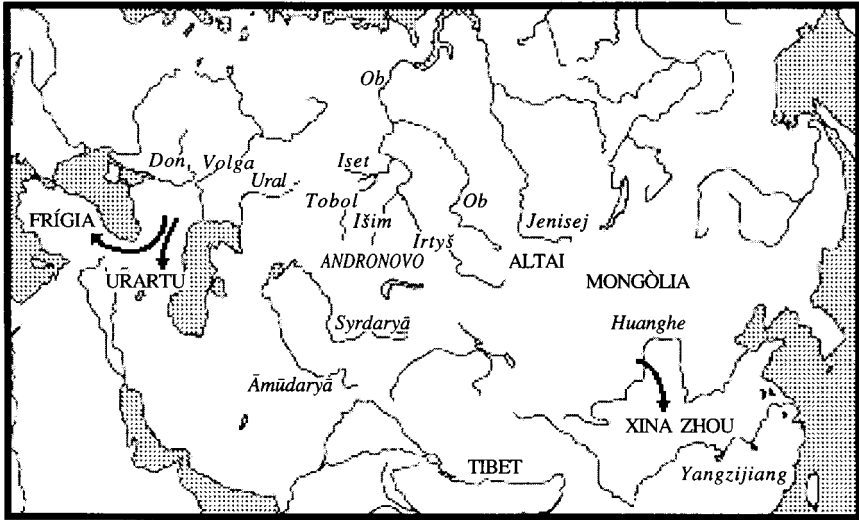 Ob
Don
Volga
Iset
Ural
Tobol
Ob
Išim
FRÍGIA
Jenisej
Irtyš
ANDRONOVO
ALTAI
URARTU
MONGÒLIA
Syrdaryā
Huanghe
Āmūdaryā
XINA ZHOU
TIBET
Yangzijiang